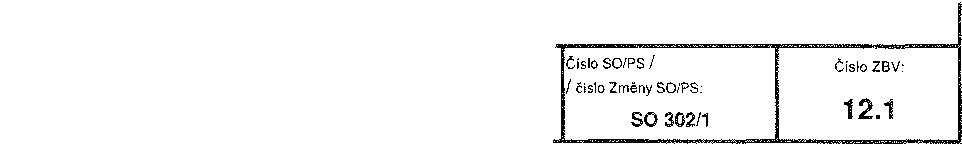 Číslo SO/PS /
/ číslo Změny SO/PS:
SO 302/1
Číslo ZBV:
12.1